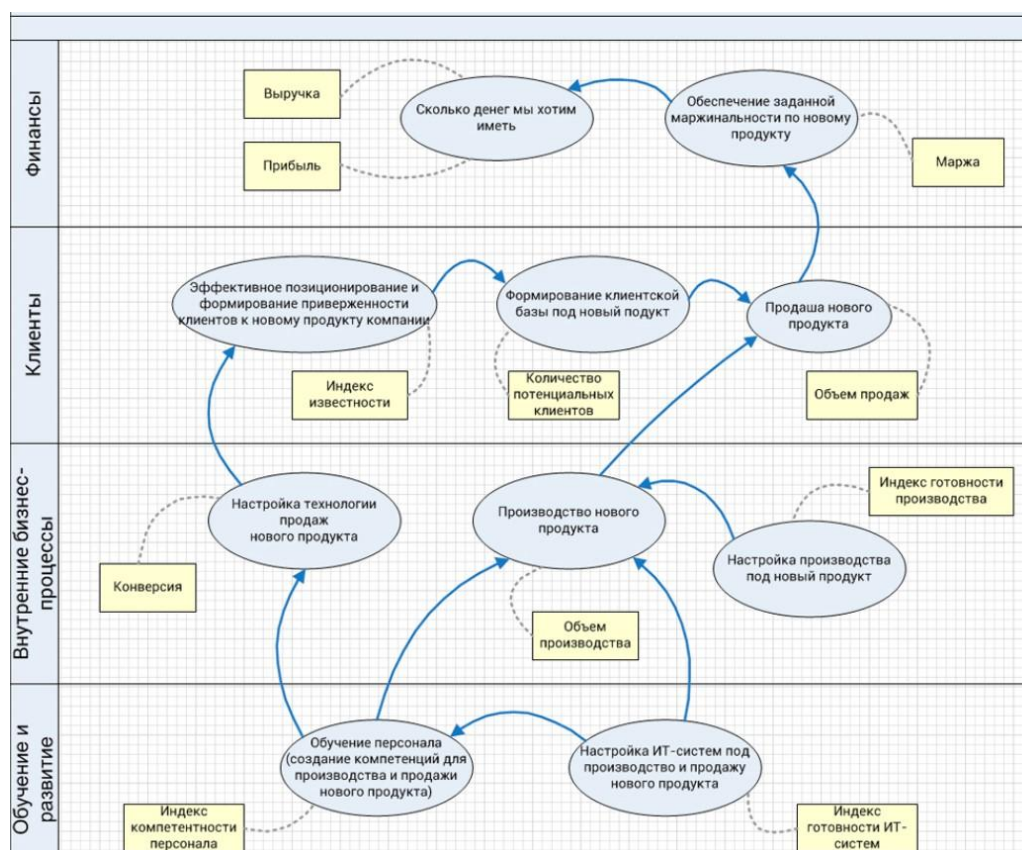 Финансы
Выручка
Прибыль
Сколько денег мы хотим
иметь
Обеспечение заданной
маржинальности по новому
продукту
Маржа
Клиенты
Эффективное позиционирование и
формирование приверженности
клиентов к новому продукту компании
Индекс
известности
Формирование клиентской
базы под новый подукт
Количество
потенциальных
клиентов
Продаша нового
продукта
Объем продаж
Внутренние бизнес-
процессы
Настройка технологии
продаж
нового продукта
Конверсия
Производство нового
продукта
Объем
производства
Индекс готовности
производства
Настройка производства
под новый продукт
Обучение и
развитие
Обучение персонала
(создание компетенций для
производства и продажи
нового продукта)
Индекс
компетентности
персонала
Настройка ИТ-систем под
производство и продажу
нового продукта
Индекс
готовности ИТ-
систем